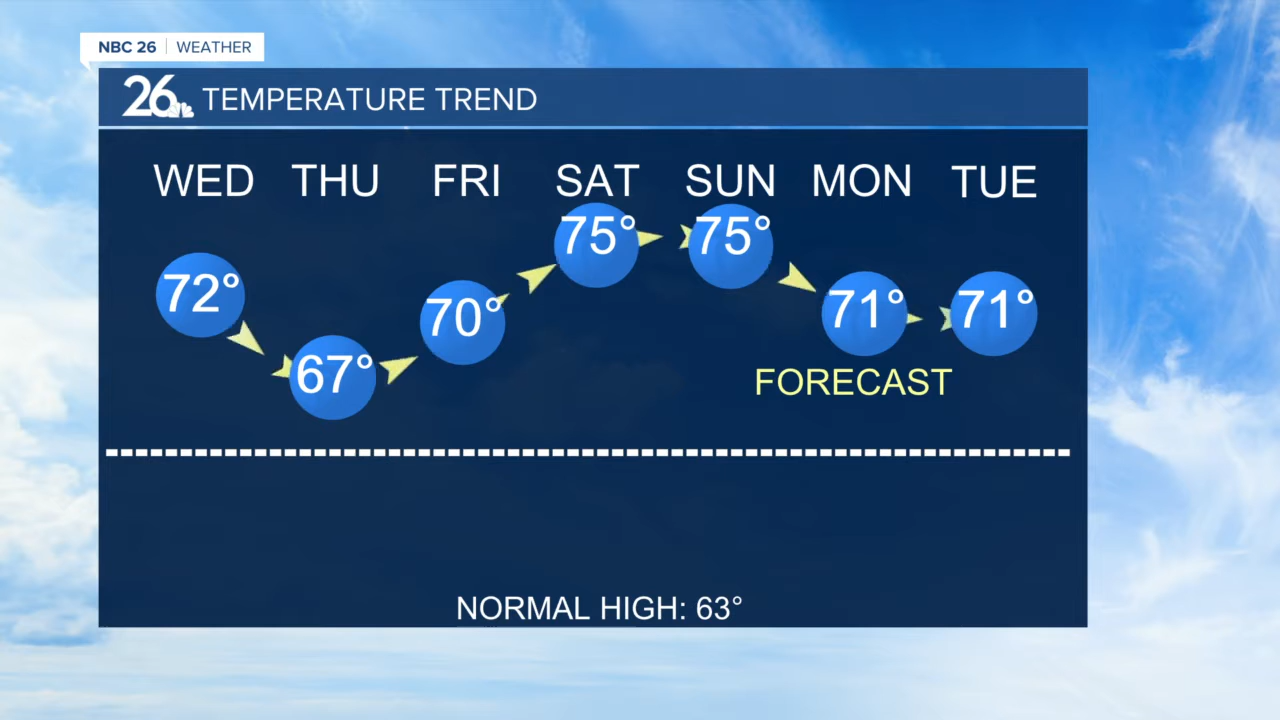 NBC 26 | WEATHER
26 TEMPERATURE TREND
WED THU FRI SAT SUN MON TUE
72° 67° 70° 75° 75° 71° 71°
FORECAST
NORMAL HIGH: 63°